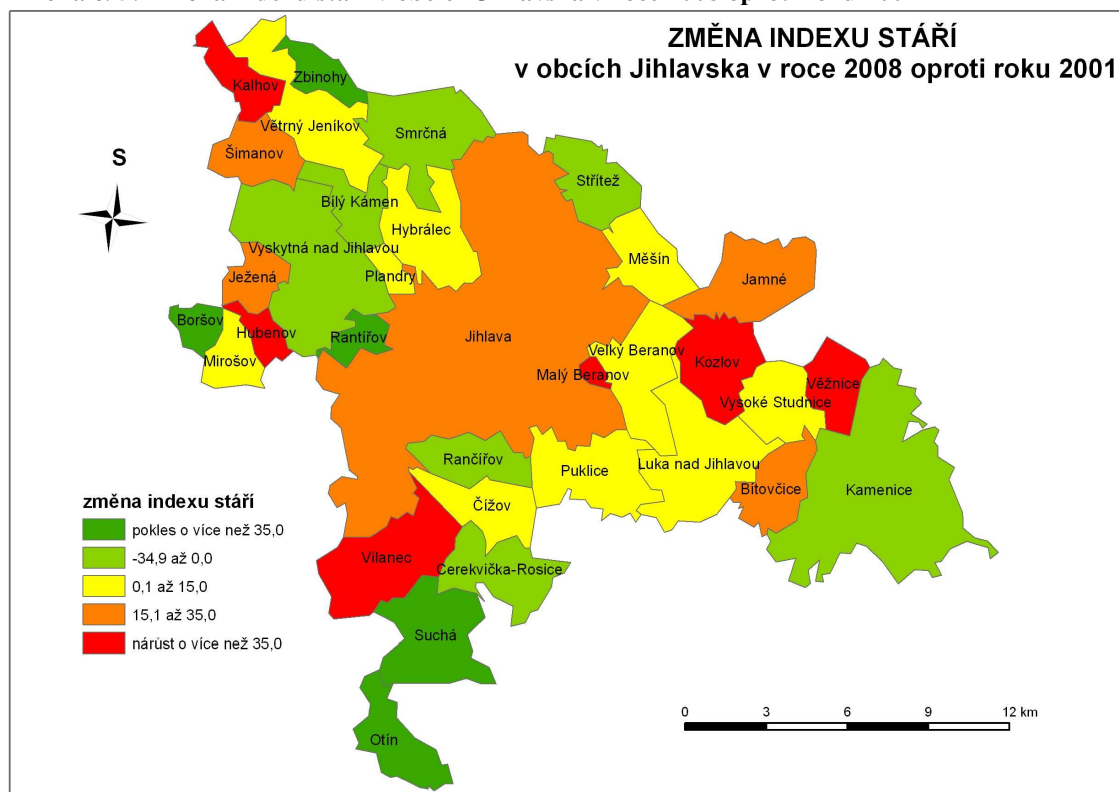 ZMĚNA INDEXU STÁŘÍ
v obcích Jihlavska v roce 2008 oproti roku 2001
Zbinohy
Kalhov
Větrný Jeníkov
Smrčná
Šimanov
S
Střítež
Bílý Kámen
Hybrálec
Vyskytná nad Jihlavou
Měšín
Plandry
Ježená
Jamné
Boršov
Hubenov
Rantířov
Jihlava
Mirošov
Velký Beranov
Kozlov
Malý Beranov
Věžnice
Vysoké Studnice
Rančířov
Puklice
Luka nad Jihlavou
Bítovčice
Kamenice
Čížov
Vílanec
Cerekvička-Rosice
Suchá
Otín
změna indexu stáří
pokles o více než 35,0
-34,9 až 0,0
0,1 až 15,0
15,1 až 35,0
nárůst o více než 35,0
0 3 6 9 12 km